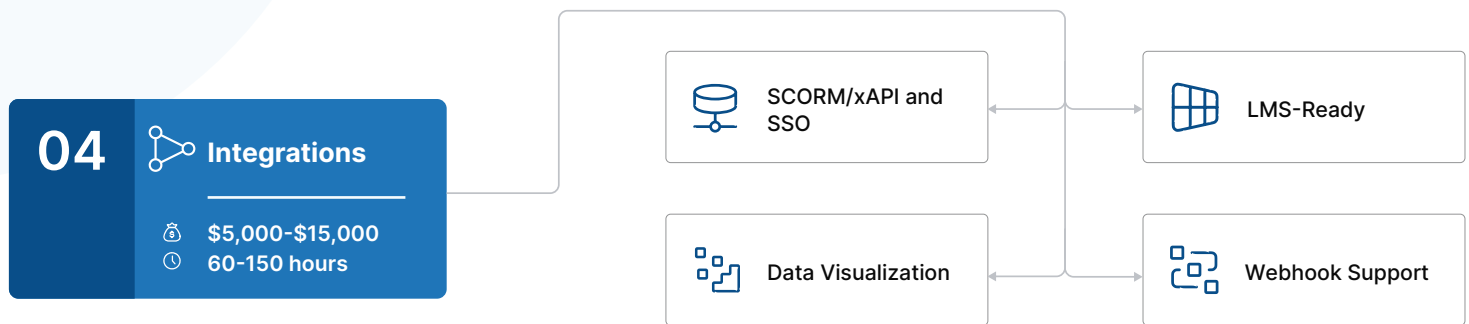 04
Integrations
$5,000-$15,000
60-150 hours
SCORM/xAPI and
SSO
LMS-Ready
Data Visualization
Webhook Support